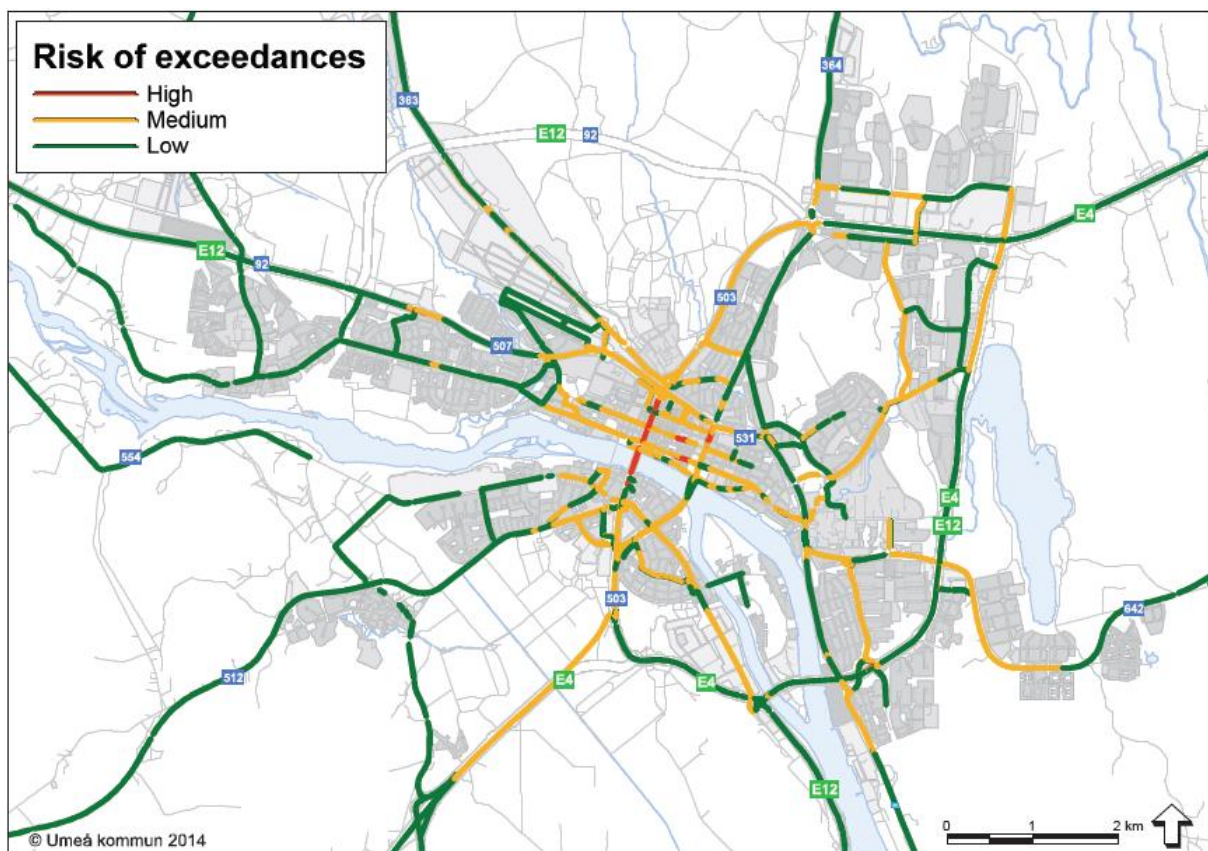 Risk of exceedances
High
Medium
Low
363
364
E12
92
E4
E12
92
503
507
531
554
E4
E12
503
642
512
E4
E4
E12
© Umeå kommun 2014
0 1 2 km